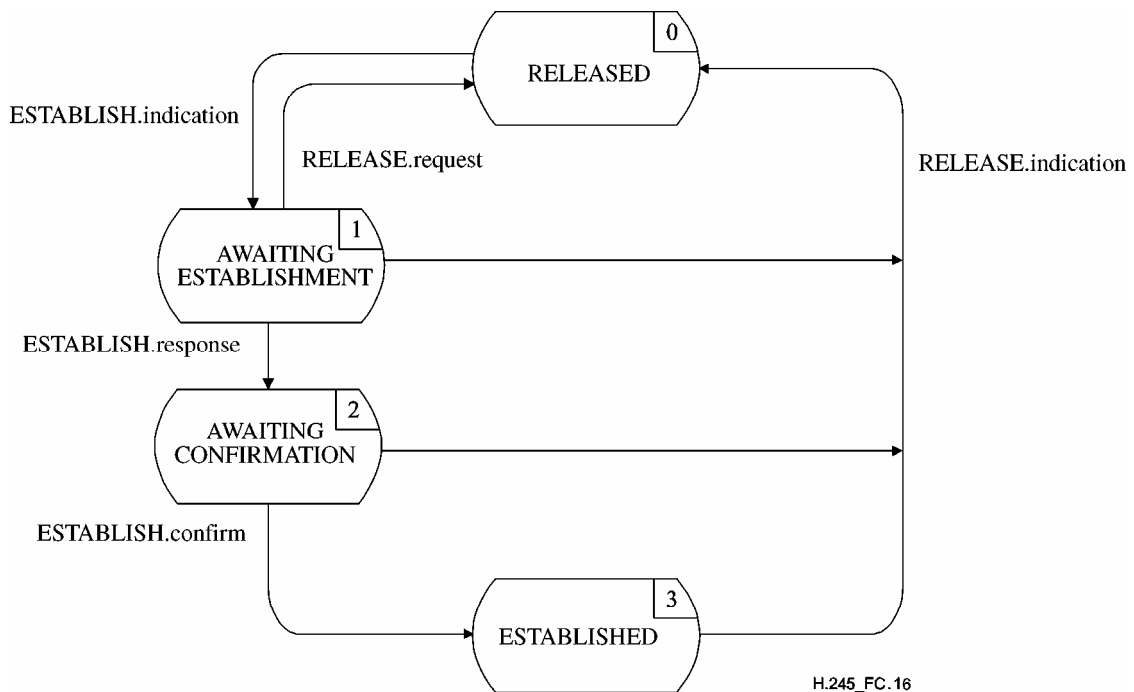 0
RELEASED
ESTABLISH.indication
RELEASE.request
RELEASE.indication
1
AWAITING
ESTABLISHMENT
ESTABLISH.response
2
AWAITING
CONFIRMATION
ESTABLISH.confirm
3
ESTABLISHED
H.245_FC.16